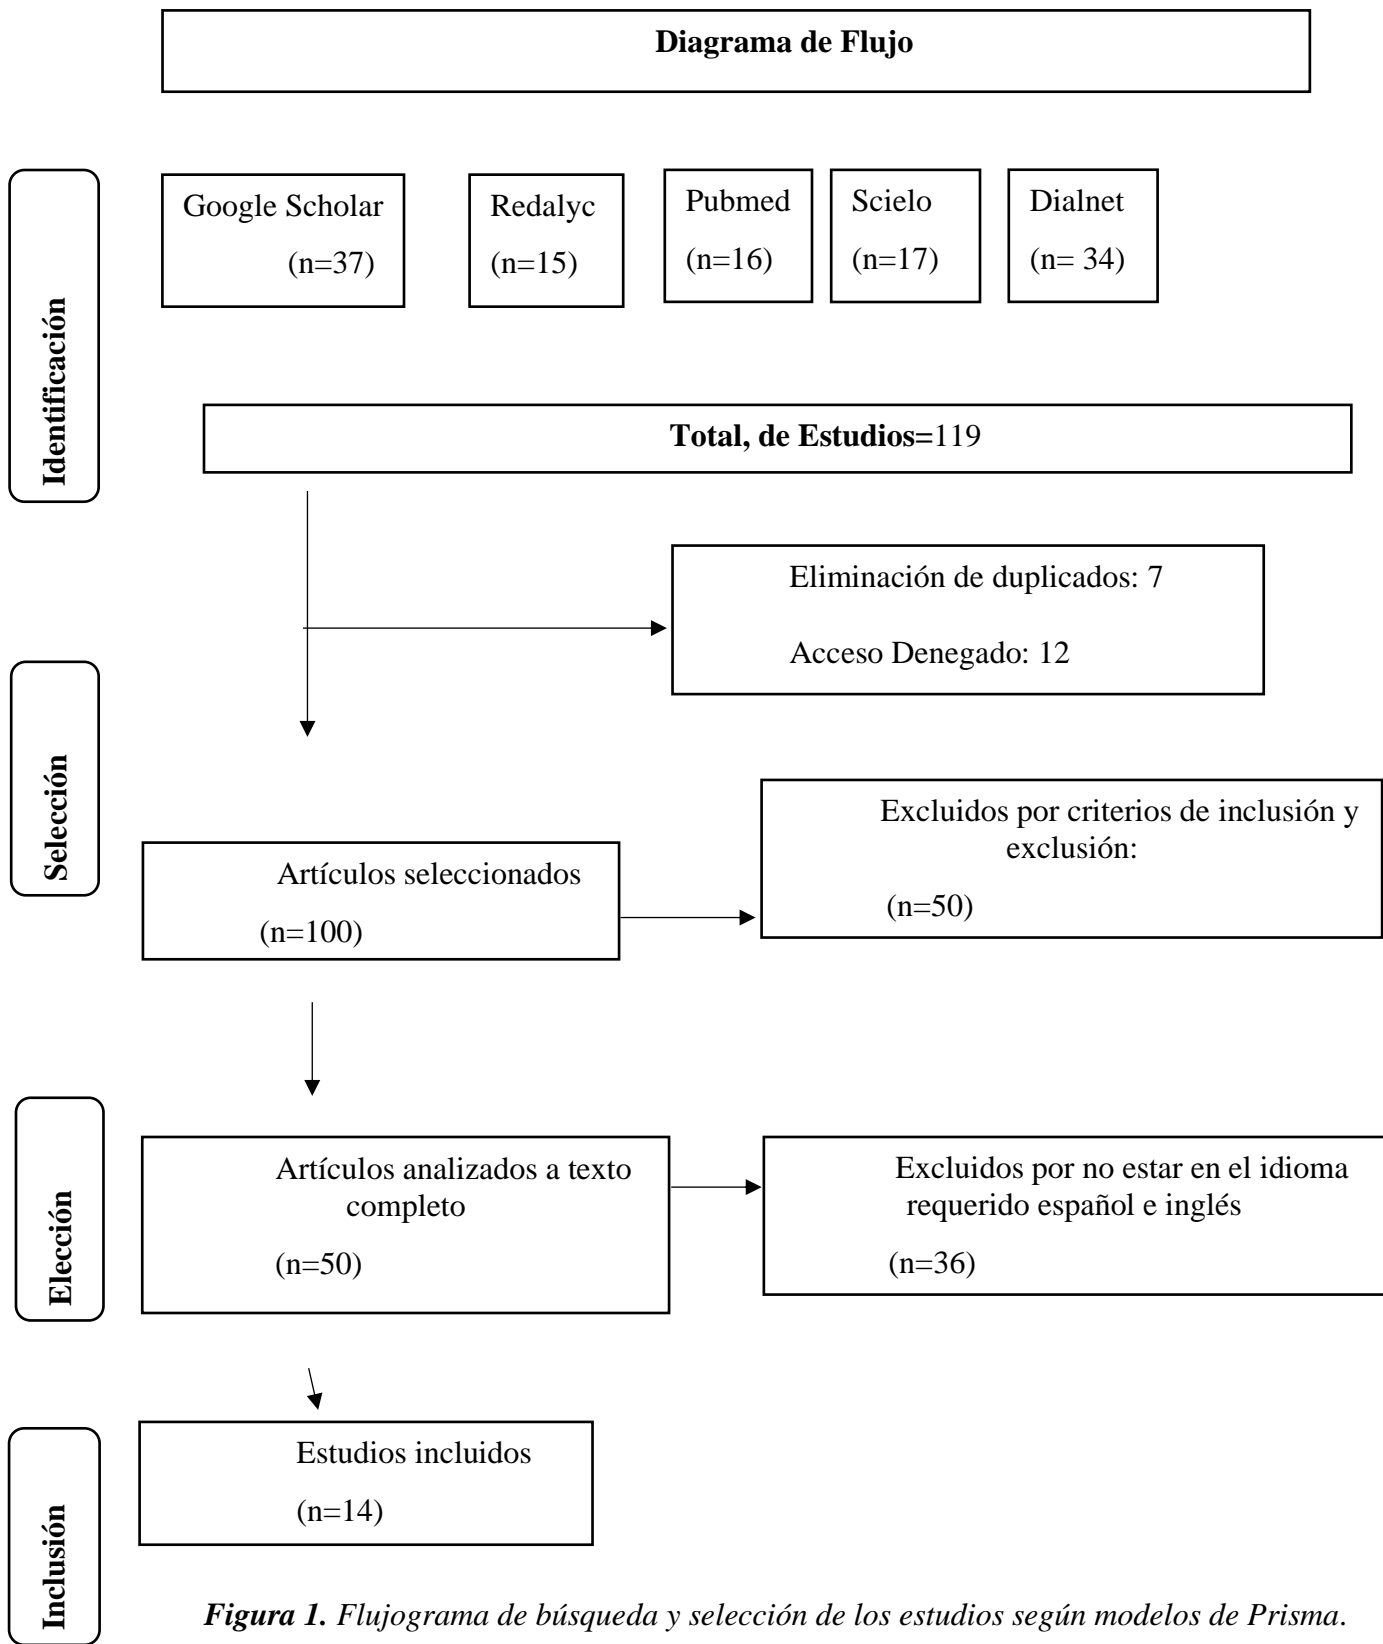 Diagrama de Flujo
Identificación
Google Scholar
(n=37)
Redalyc
(n=15)
Pubmed
(n=16)
Scielo
(n=17)
Dialnet
(n= 34)
Total, de Estudios=119
Eliminación de duplicados: 7
Acceso Denegado: 12
Selección
Artículos seleccionados
(n=100)
Excluidos por criterios de inclusión y
exclusión:
(n=50)
Elección
Artículos analizados a texto
completo
(n=50)
Excluidos por no estar en el idioma
requerido español e inglés
(n=36)
Inclusión
Estudios incluidos
(n=14)
Figura 1. Flujograma de búsqueda y selección de los estudios según modelos de Prisma.